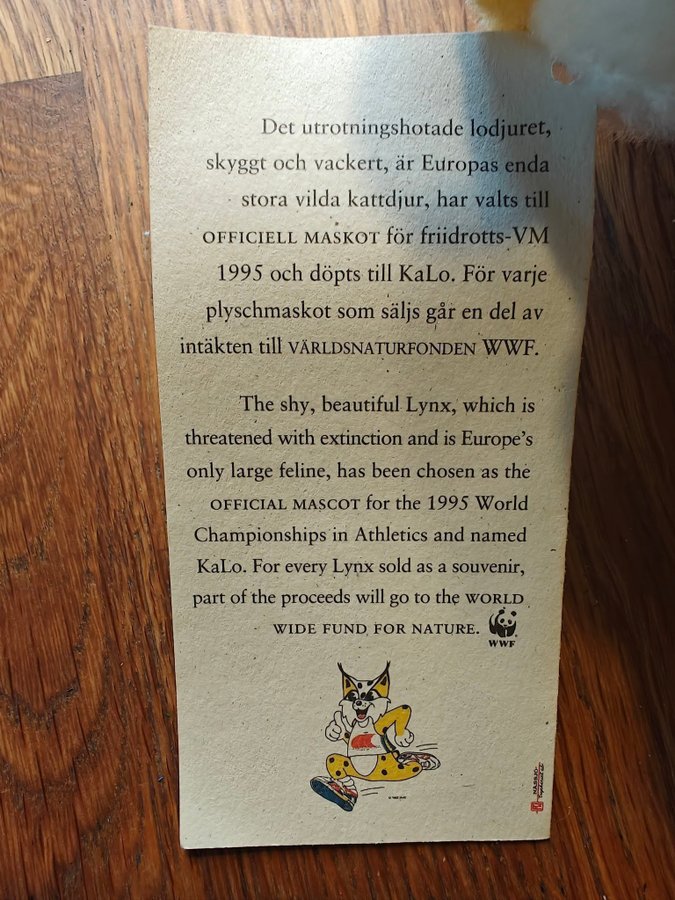 Det utrotningshotade lodjuret,
skyggt och vackert, är Europas enda
stora vilda kattdjur, har valts till
OFFICIELL MASKOT för friidrotts-VM
1995 och döpts till KaLo. För varje
plyschmaskot som säljs går en del av
intäkten till VÄRLDSNATURFONDEN WWF.
The shy, beautiful Lynx, which is
threatened with extinction and is Europe's
only large feline, has been chosen as the
OFFICIAL MASCOT for the 1995 World
Championships in Athletics and named
KaLo. For every Lynx sold as a souvenir,
part of the proceeds will go to the WORLD
WIDE FUND FOR NATURE.
WWF
NÄSSJÖ-